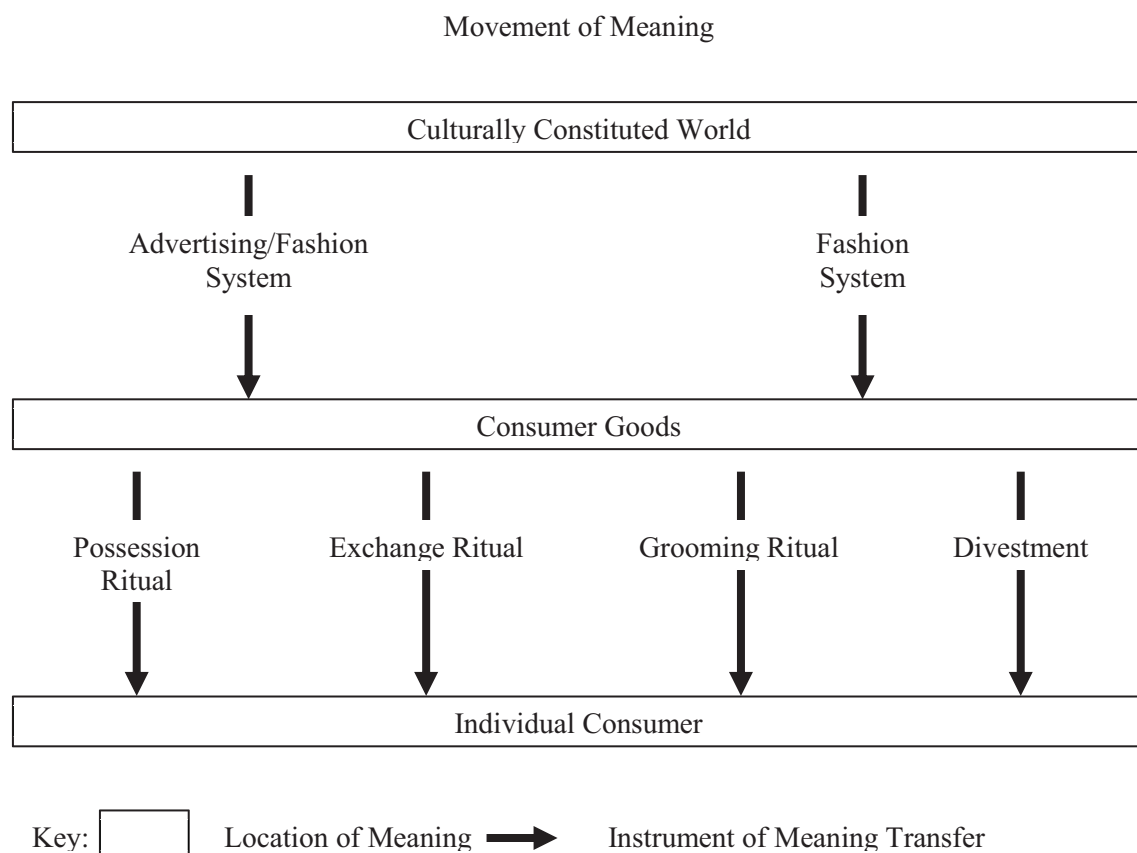 Movement of Meaning
Culturally Constituted World
Advertising/Fashion
System
Fashion
System
Consumer Goods
Possession
Ritual
Exchange Ritual
Grooming Ritual
Divestment
Individual Consumer
Key:
Location of Meaning
Instrument of Meaning Transfer